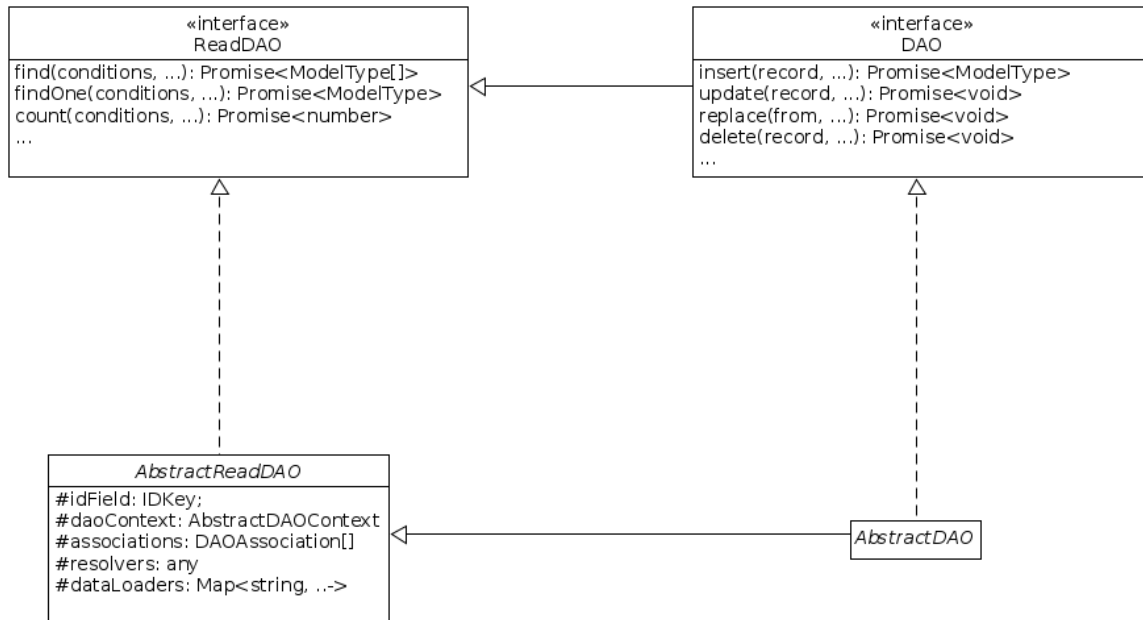 «interface»
ReadDAO
find(conditions, ...): Promise<ModelType[]>
findOne(conditions, ...): Promise<ModelType>
count(conditions, ...): Promise<number>
...
«interface»
DAO
insert(record, ...): Promise<ModelType>
update(record, ...): Promise<void>
replace(from, ...): Promise<void>
delete(record, ...): Promise<void>
...
AbstractReadDAO
#idField: IDKey;
#daoContext: AbstractDAOContext
#associations: DAOAssociation[]
#resolvers: any
#dataLoaders: Map<string, ..->
AbstractDAO